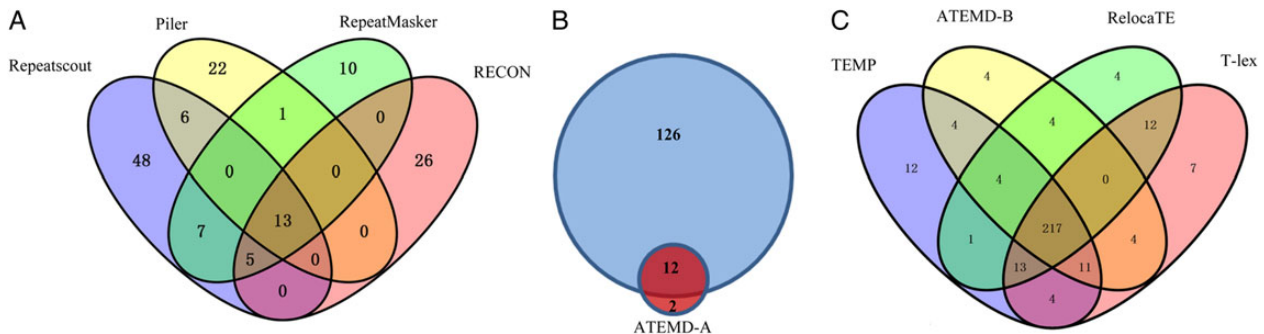 A
Piler
RepeatMasker
Repeatscout
RECON
22
10
6
1
0
48
0
0
26
13
7
0
5
0
0
B
126
12
2
ATEMD-A
C
ATEMD-B
RelocaTE
TEMP
T-lex
4
4
4
4
12
12
4
0
7
217
1
4
13
11
4